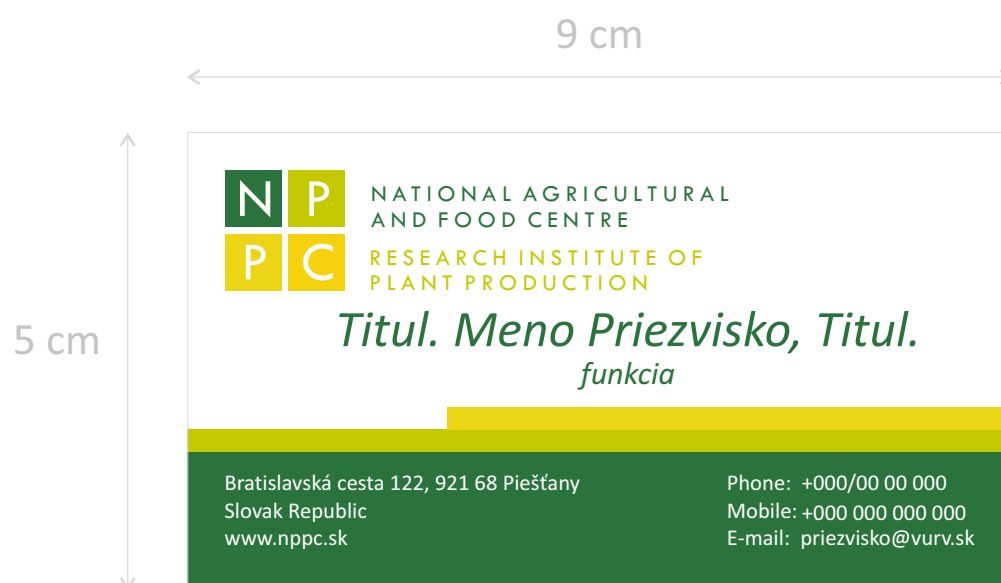 9 cm
5 cm
N P
P C
NATIONAL AGRICULTURAL
AND FOOD CENTRE
RESEARCH INSTITUTE OF
PLANT PRODUCTION
Titul. Meno Priezvisko, Titul.
funkcia
Bratislavská cesta 122, 921 68 Piešťany
Slovak Republic
www.nppc.sk
Phone: +000/00 00 000
Mobile: +000 000 000 000
E-mail: priezvisko@vurv.sk